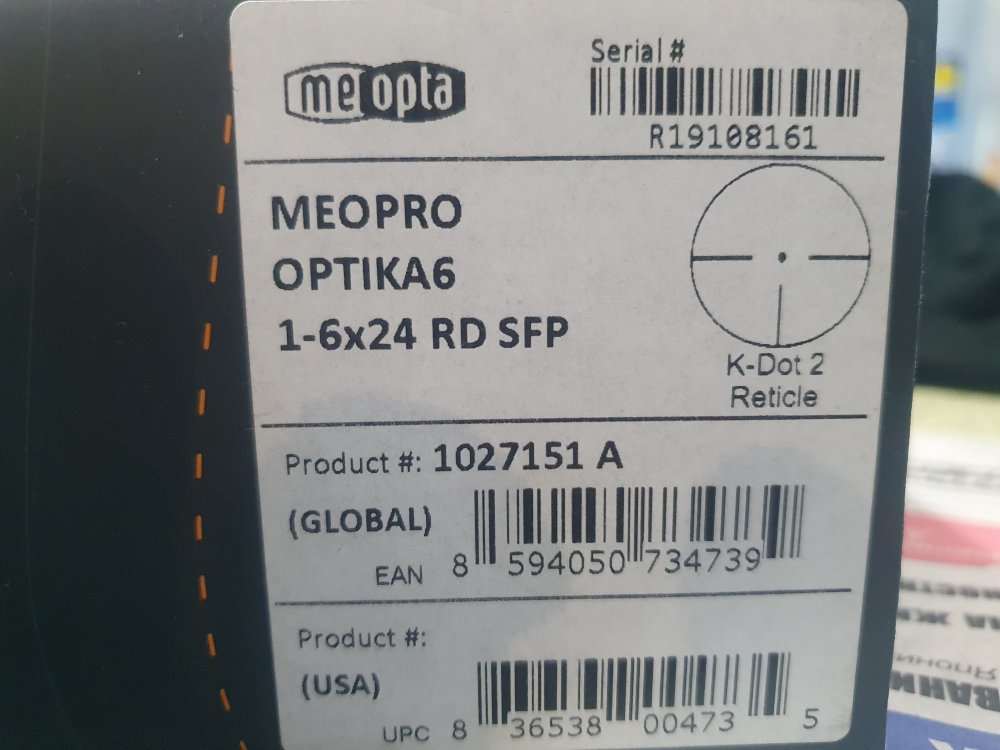 meopta
Serial #
R19108161
MEOPRO
OPTIKA6
1-6x24 RD SFP
K-Dot 2
Reticle
Product #: 1027151 A
(GLOBAL)
EAN 8 594050 734739
Product #:
(USA)
UPC 8 36538 00473 5